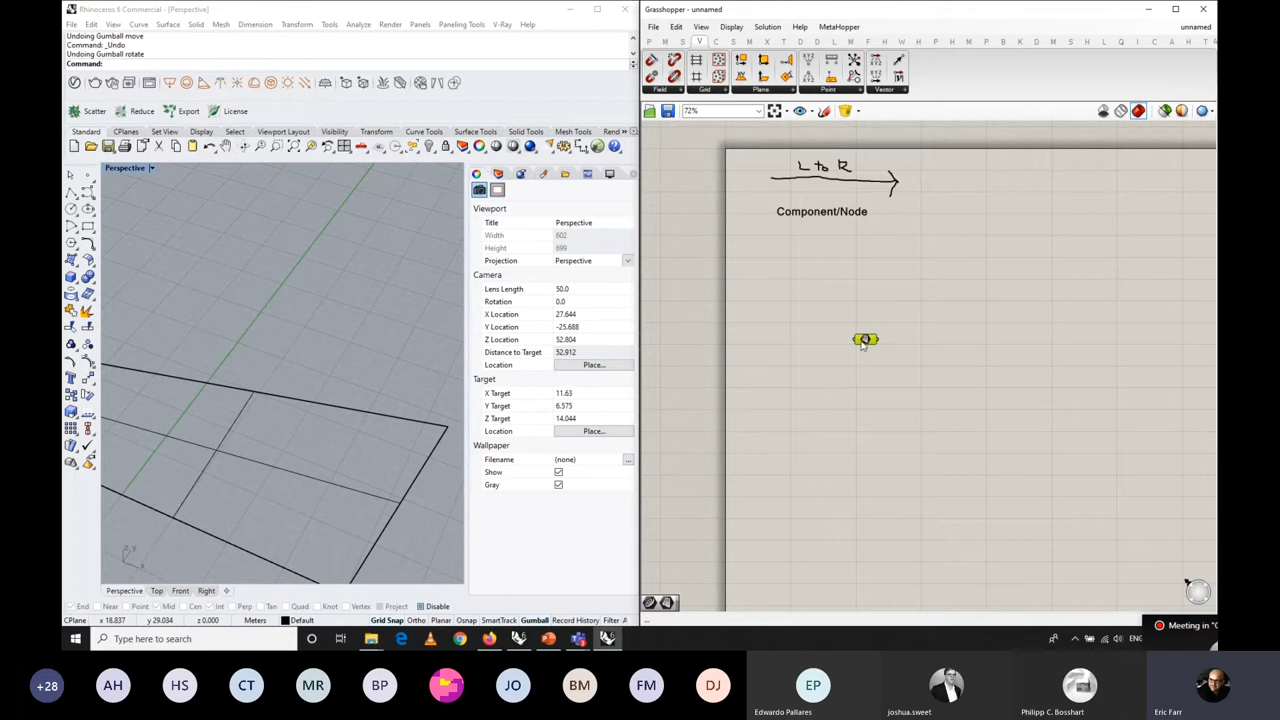 Rhinoceros 6 Commercial - [Perspective]
File Edit View Curve Surface Solid Mesh Dimension Transform Tools Analyze Render Panels Paneling Tools V-Ray Help
Undoing Gumball move
Command: _Undo
Undoing Gumball rotate
Command:
Scatter Reduce Export License
Standard CPlanes Set View Display Select Viewport Layout Visibility Transform Curve Tools Surface Tools Solid Tools Mesh Tools Rend
Perspective
Viewport
Title Perspective
Width 602
Height 699
Projection Perspective
Camera
Lens Length 50.0
Rotation 0.0
X Location 27.644
Y Location -25.688
Z Location 52.804
Distance to Target 52.912
Location Place...
Target
X Target 11.63
Y Target 6.575
Z Target 14.044
Location Place...
Wallpaper
Filename (none) ...
Show
Gray
z y
x
Perspective Top Front Right
End Near Point Mid Cen Int Perp Tan Quad Knot Vertex Project Disable
CPlane x 18.837 y 29.034 z 0.000 Meters Default Grid Snap Ortho Planar Osnap SmartTrack Gumball Record History Filter
Type here to search
Grasshopper - unnamed
File Edit View Display Solution Help MetaHopper unnamed
P M S V C S M X T A M D B L M D F E H W S T
Field Grid Plane Point Vector
72%
L to R
Component/Node
...
Meeting in "
ENG
+28 AH HS CT MR BP JO BM FM DJ EP
Edwardo Pallares joshua.sweet Philipp C. Bosshart Eric Farr